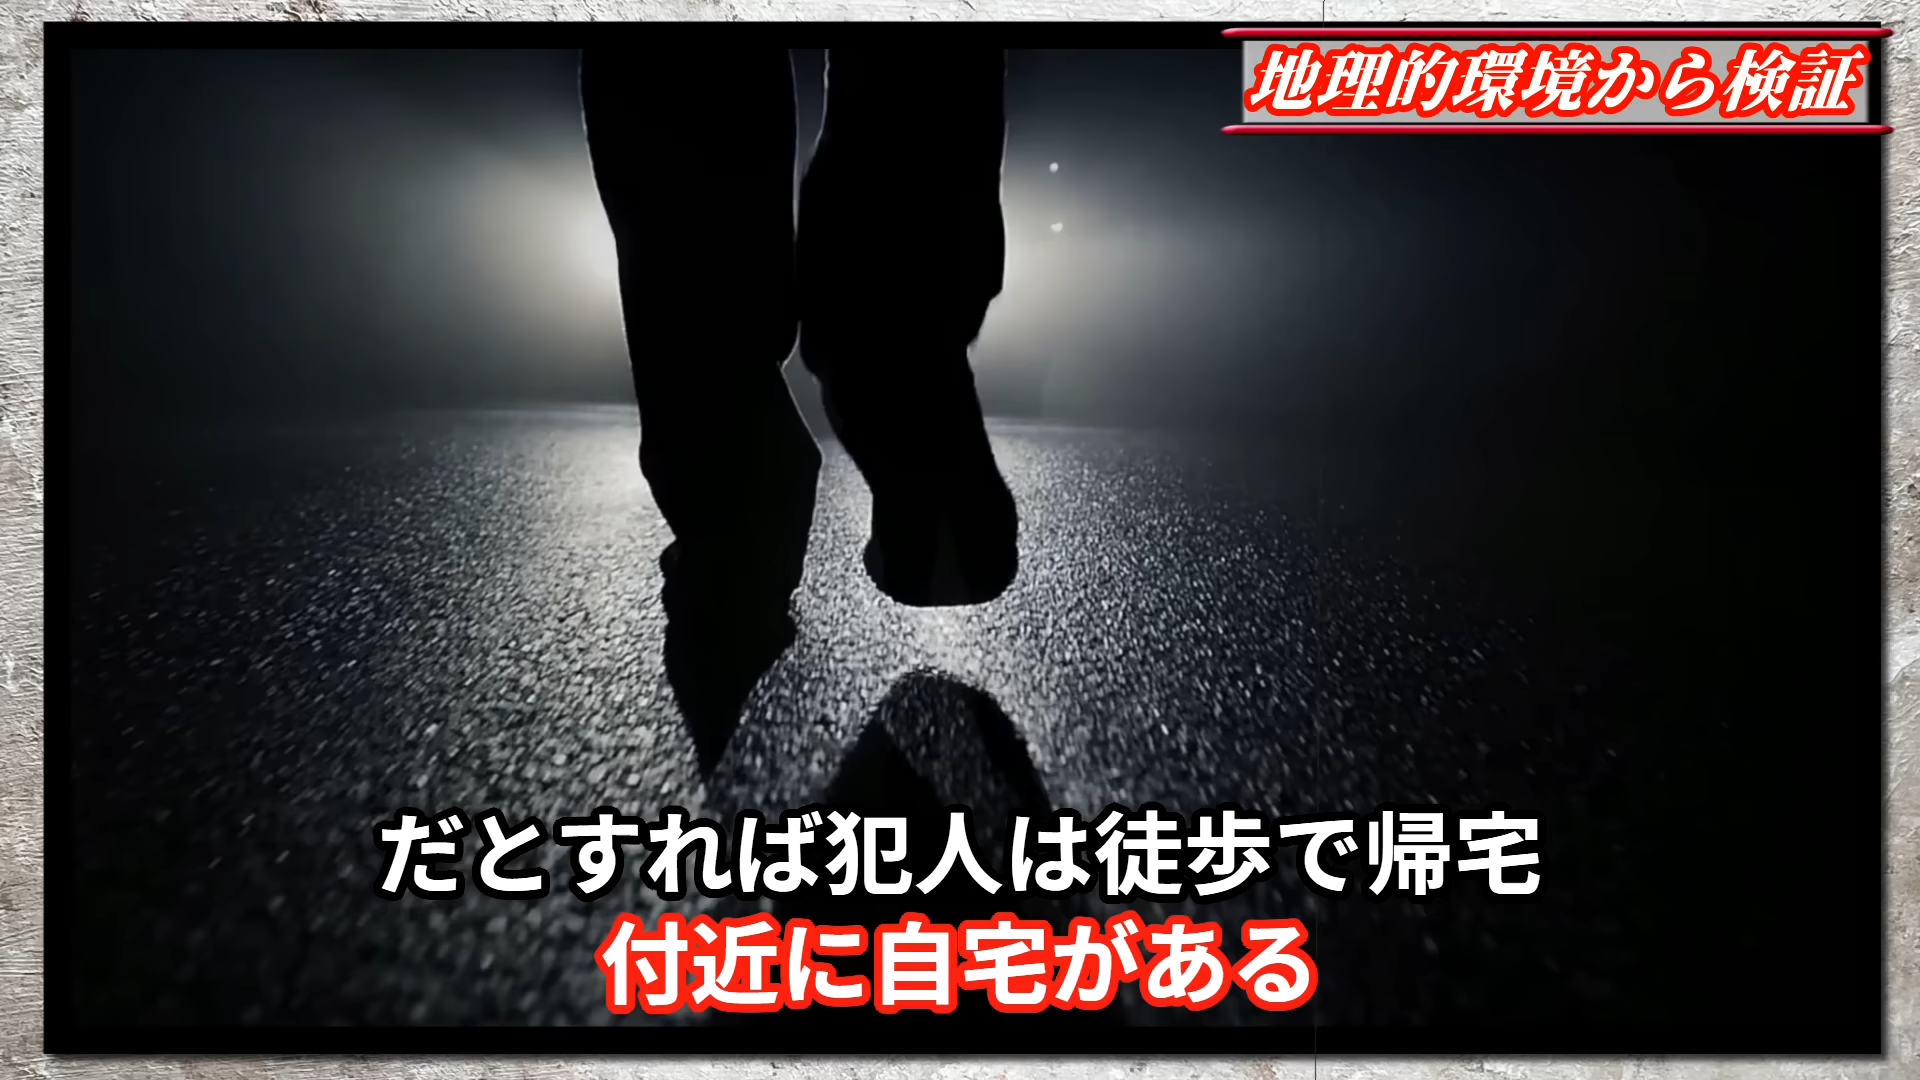 地理的環境から検証
だとすれば犯人は徒歩で帰宅
付近に自宅がある